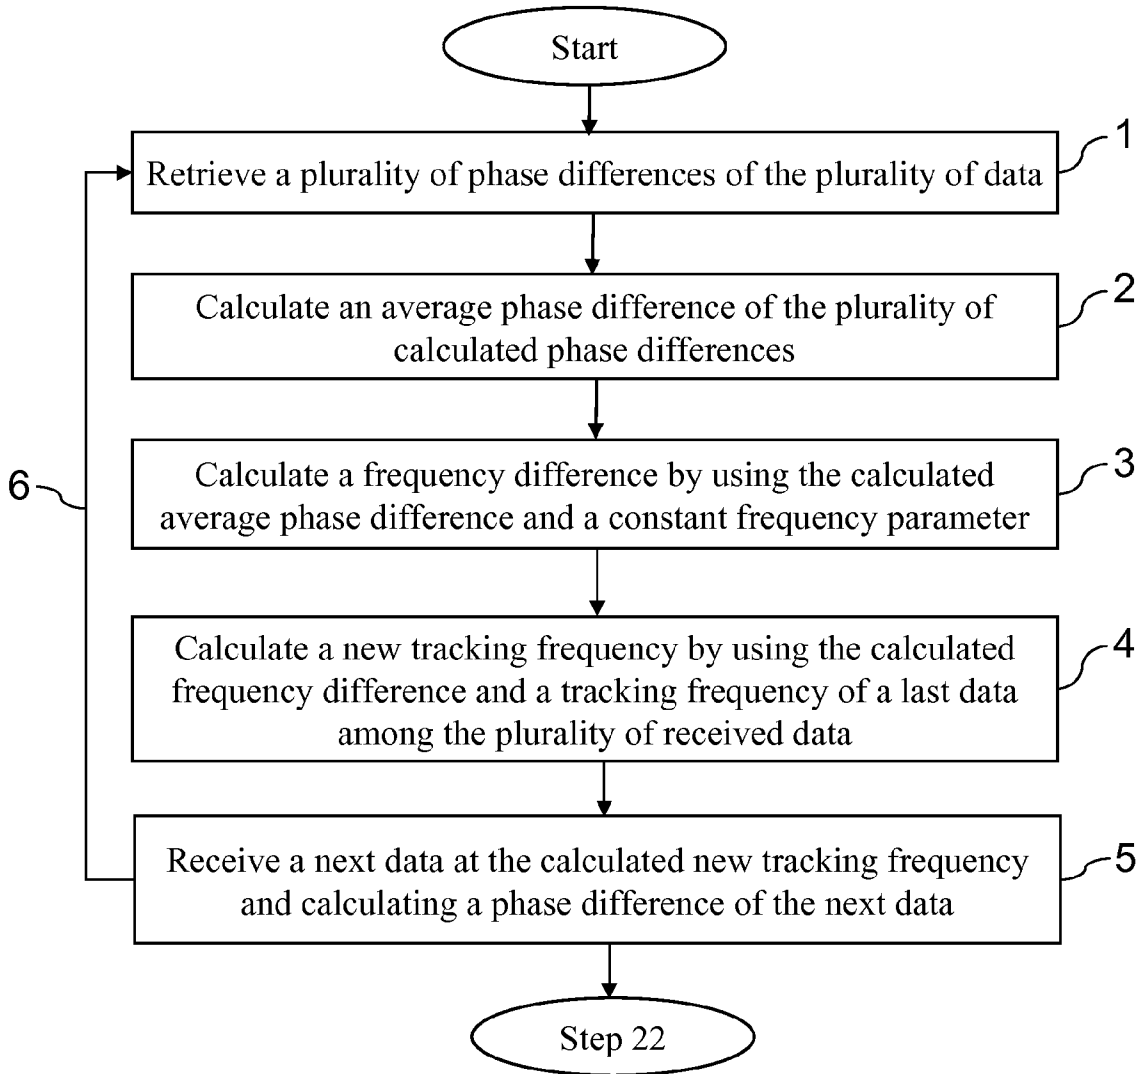 Start
1
Retrieve a plurality of phase differences of the plurality of data
2
Calculate an average phase difference of the plurality of
calculated phase differences
3
Calculate a frequency difference by using the calculated
average phase difference and a constant frequency parameter
6
4
Calculate a new tracking frequency by using the calculated
frequency difference and a tracking frequency of a last data
among the plurality of received data
5
Receive a next data at the calculated new tracking frequency
and calculating a phase difference of the next data
Step 22